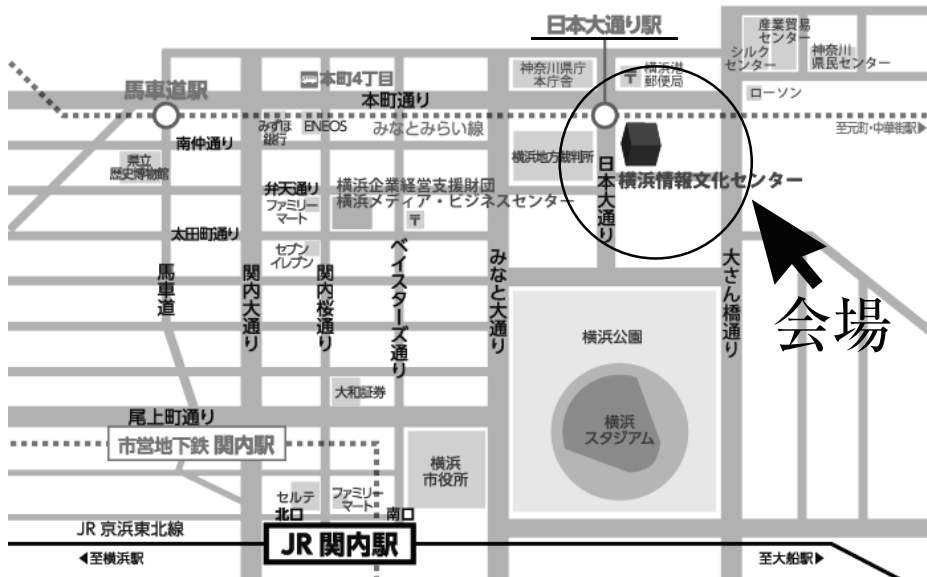 日本大通り駅
産業貿易
センター
シルク
センター
神奈川
県民センター
神奈川県庁
本庁舎
〒
横浜港
郵便局
ローソン
馬車道駅
本町4丁目
本町通り
みずほ
銀行
ENEOS
みなとみらい線
至元町・中華街駅▶
南仲通り
県立
歴史博物館
横浜地方裁判所
日本大通り
横浜情報文化センター
弁天通り
ファミリー
マート
横浜企業経営支援財団
横浜メディア・ビジネスセンター
〒
太田町通り
セブン
イレブン
馬車道
関内大通り
関内桜通り
ベイスターズ通り
みなと大通り
大さん橋通り
会場
横浜公園
横浜
スタジアム
大和証券
尾上町通り
市営地下鉄 関内駅
横浜
市役所
セルテ
ファミリー
マート
北口
南口
JR 京浜東北線
JR 関内駅
◀至横浜駅
至大船駅▶